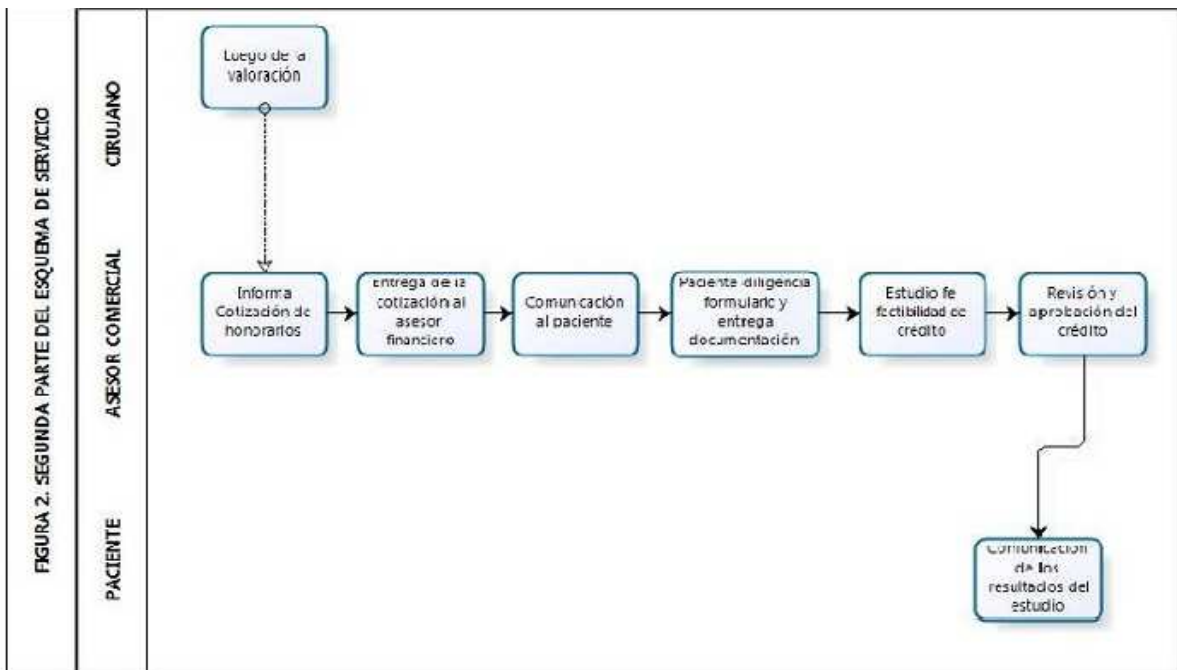 FIGURA 2. SEGUNDA PARTE DEL ESQUEMA DE SERVICIO
CIRUJANO
Luego de la
valoración
ASESOR COMERCIAL
Informa
Cotización de
honorarios
Entrega de la
cotización al
asesor
financiero
Comunicación
al paciente
Paciente diligencia
formulario y
entrega
documentación
Estudio fe
factibilidad de
crédito
Revisión y
aprobación del
crédito
PACIENTE
Comunicación
de los
resultados del
estudio